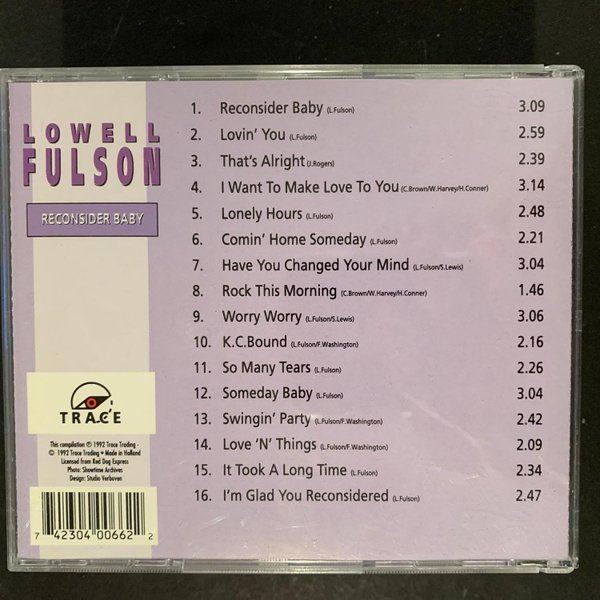 LOWELL
FULSON
RECONSIDER BABY
1. Reconsider Baby (L.Fulson) 3.09
2. Lovin' You (L.Fulson) 2.59
3. That's Alright (J.Rogers) 2.39
4. I Want To Make Love To You (C.Brown/W.Harvey/H.Conner) 3.14
5. Lonely Hours (L.Fulson) 2.48
6. Comin' Home Someday (L.Fulson) 2.21
7. Have You Changed Your Mind (L.Fulson/S.Lewis) 3.04
8. Rock This Morning (C.Brown/W.Harvey/H.Conner) 1.46
9. Worry Worry (L.Fulson/S.Lewis) 3.06
10. K.C.Bound (L.Fulson/F.Washington) 2.16
11. So Many Tears (L.Fulson) 2.26
12. Someday Baby (L.Fulson) 3.04
13. Swingin' Party (L.Fulson/F.Washington) 2.42
14. Love 'N' Things (L.Fulson/F.Washington) 2.09
15. It Took A Long Time (L.Fulson) 2.34
16. I'm Glad You Reconsidered (L.Fulson) 2.47
TRACE
This compilation ℗ 1992 Trace Trading -
© 1992 Trace Trading • Made in Holland
Licensed from Red Dog Express
Photo: Showtime Archives
Design: Studio Verboven
7 42304 00662 2